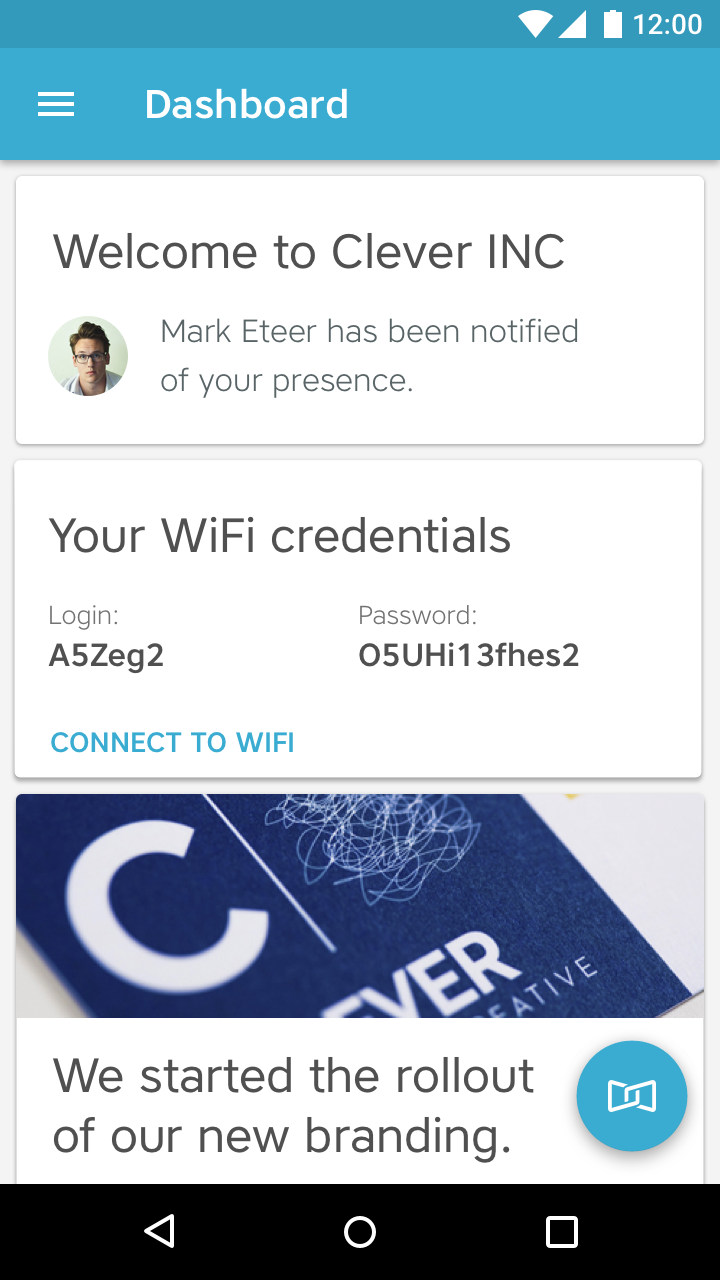 12:00
Dashboard
Welcome to Clever INC
Mark Eteer has been notified
of your presence.
Your WiFi credentials
Login:
Password:
A5Zeg2
O5UHi13fhes2
CONNECT TO WIFI
C
EVER
EATIVE
We started the rollout
of our new branding.